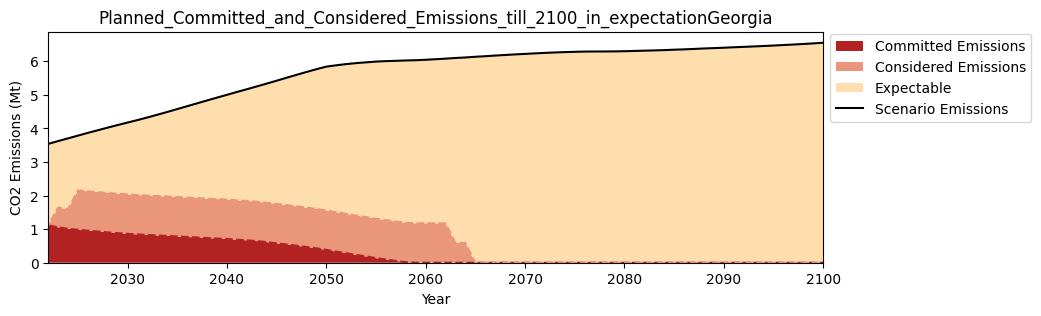 Planned_Committed_and_Considered_Emissions_till_2100_in_expectationGeorgia
CO2 Emissions (Mt)
6
5
4
3
2
1
0
2030 2040 2050 2060 2070 2080 2090 2100
Year
Committed Emissions
Considered Emissions
Expectable
Scenario Emissions